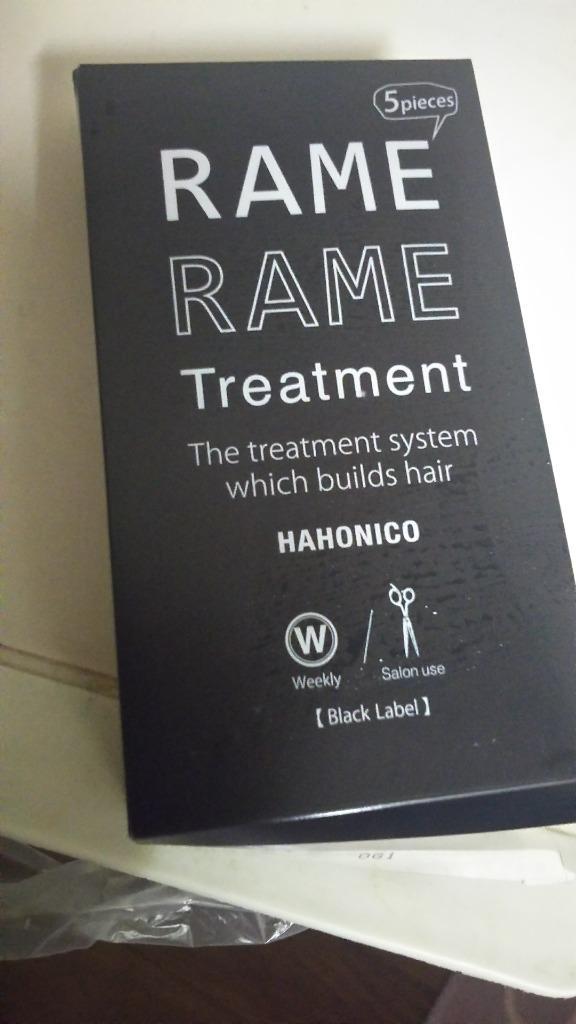 5pieces
RAME
RAME
Treatment
The treatment system
which builds hair
HAHONICO
W
Weekly
Salon use
【Black Label】